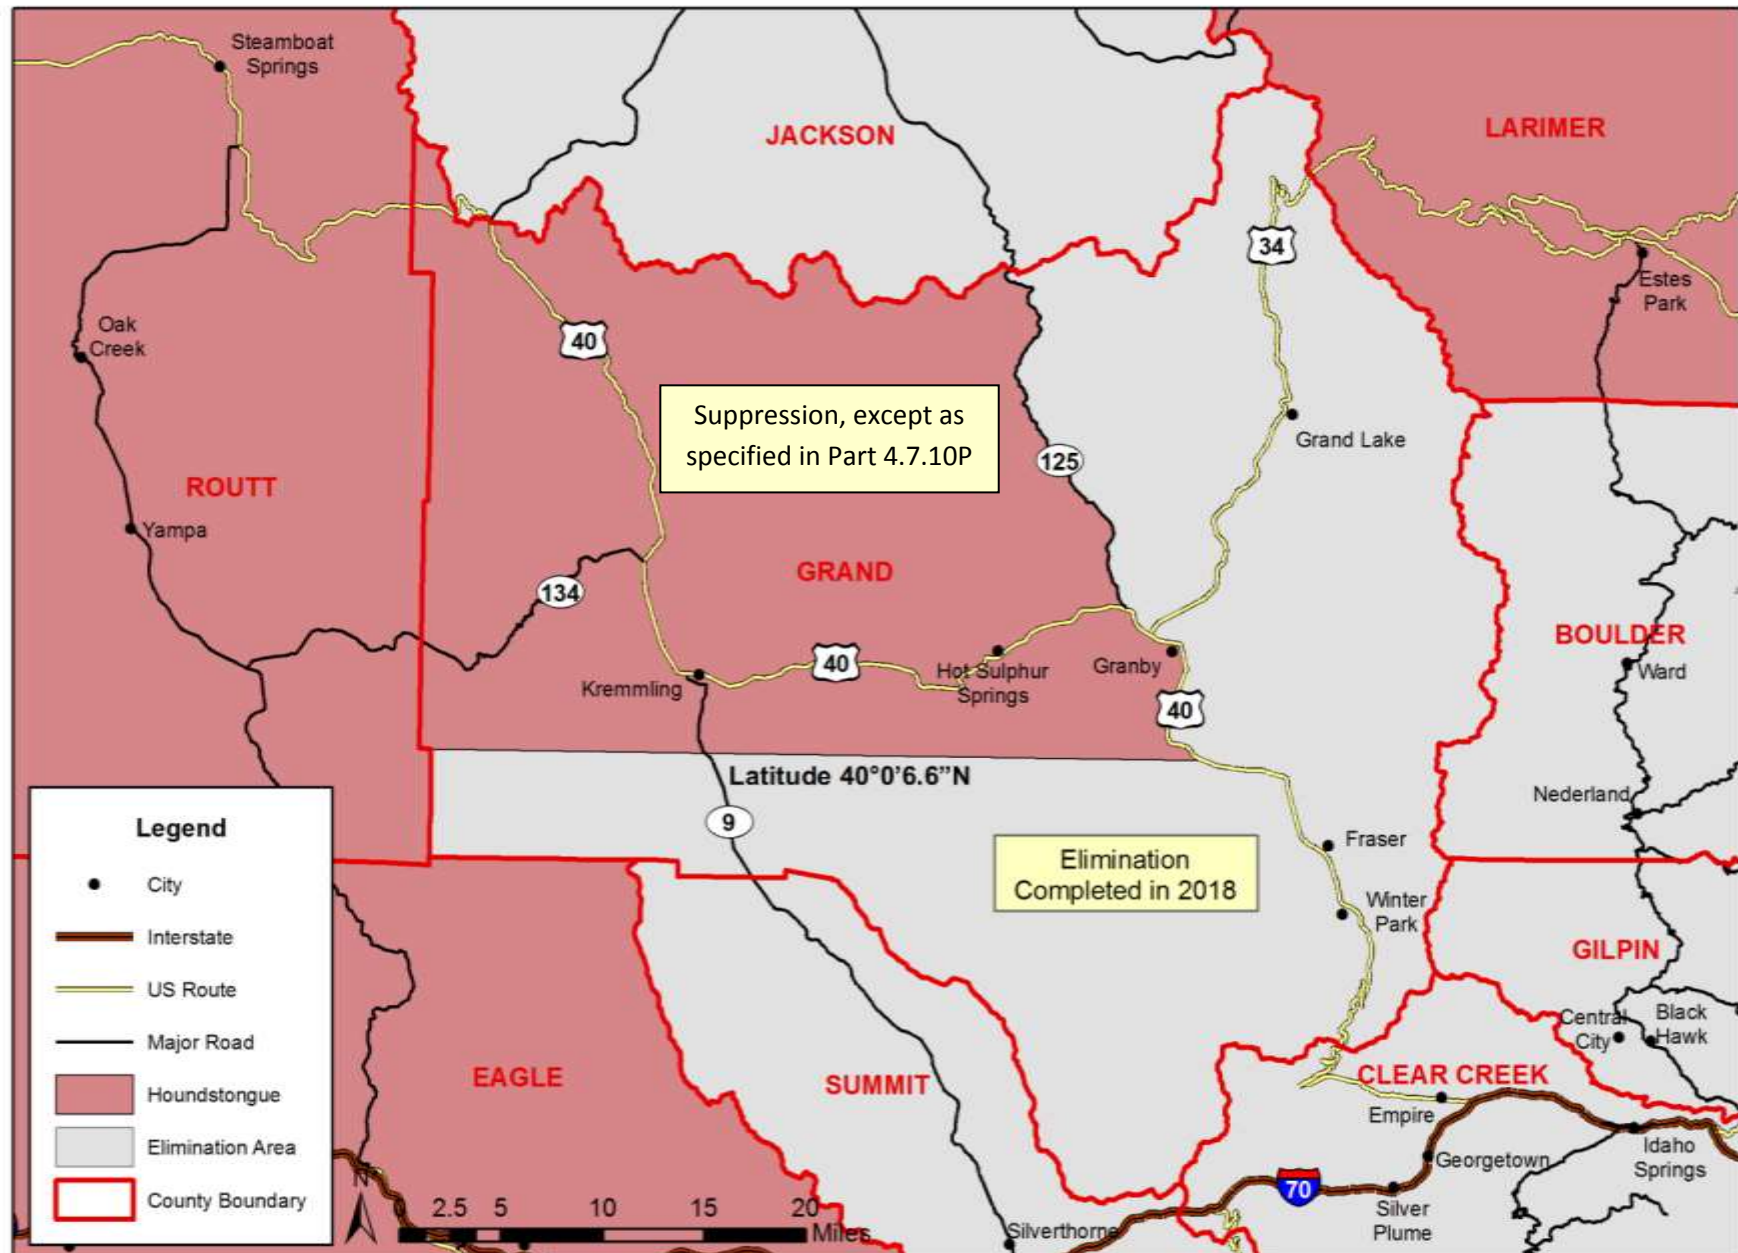 Steamboat
Springs
JACKSON
LARIMER
34
Estes
Park
Oak
Creek
40
Suppression, except as
specified in Part 4.7.10P
Grand Lake
125
ROUTT
Yampa
GRAND
134
BOULDER
Ward
40
Hot Sulphur
Springs
Granby
Kremmling
40
Latitude 40°0'6.6”N
Nederland
9
Fraser
Elimination
Completed in 2018
Winter
Park
GILPIN
Central
City
Black
Hawk
EAGLE
SUMMIT
CLEAR CREEK
Empire
Idaho
Springs
Georgetown
70
Silver
Plume
Silverthorne
Legend
City
Interstate
US Route
Major Road
Houndstongue
Elimination Area
County Boundary
N
2.5 5 10 15 20
Miles